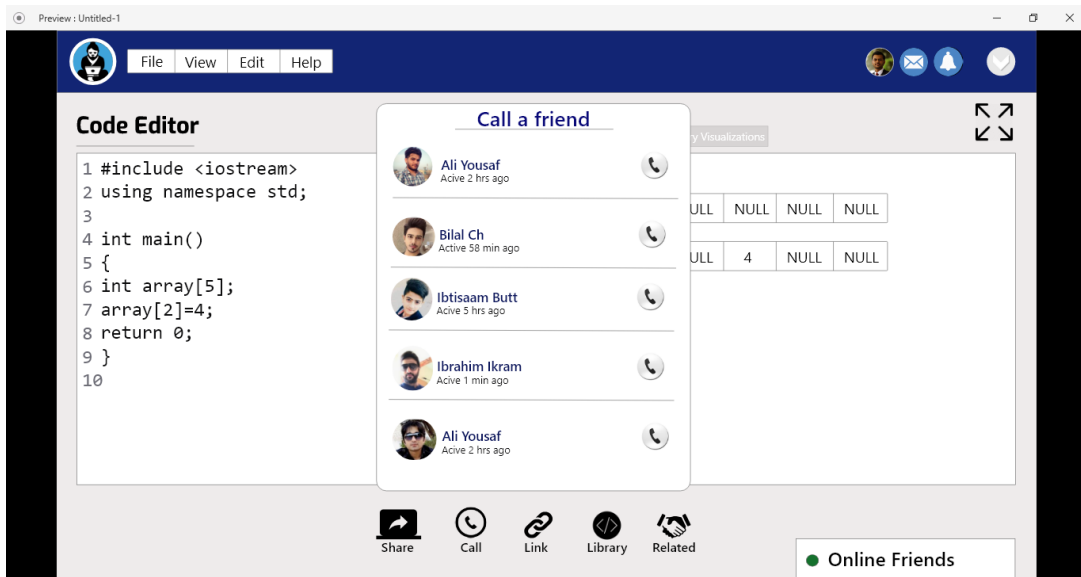 Preview : Untitled-1
File View Edit Help
Code Editor
1 #include <iostream>
2 using namespace std;
3
4 int main()
5 {
6 int array[5];
7 array[2]=4;
8 return 0;
9 }
10
Call a friend
Ali Yousaf
Acive 2 hrs ago
Bilal Ch
Active 58 min ago
Ibtisaam Butt
Acive 5 hrs ago
Ibrahim Ikram
Acive 1 min ago
Ali Yousaf
Acive 2 hrs ago
y Visualizations
ULL NULL NULL NULL
ULL 4 NULL NULL
Share Call Link Library Related
Online Friends